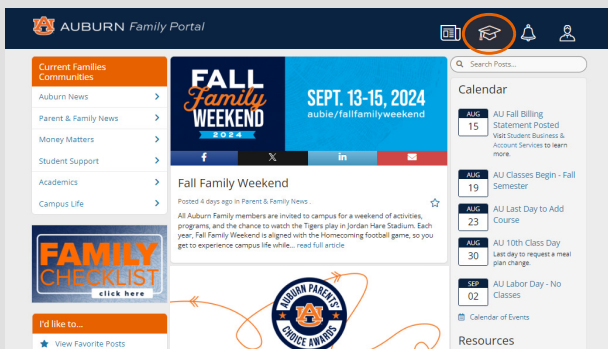 AUBURN Family Portal
Search Posts...
Current Families
Communities
Auburn News
Parent & Family News
Money Matters
Student Support
Academics
Campus Life
FAMILY
CHECKLIST
click here
I'd like to...
View Favorite Posts
FALL
Family
WEEKEND
2024
SEPT. 13-15, 2024
aubie/fallfamilyweekend
Fall Family Weekend
Posted 4 days ago in Parent & Family News .
All Auburn Family members are invited to campus for a weekend of activities,
programs, and the chance to watch the Tigers play in Jordan Hare Stadium. Each
year, Fall Family Weekend is aligned with the Homecoming football game, so you
get to experience campus life while... read full article
AUBURN PARENTS'
CHOICE AWARDS
Calendar
AUG
15
AU Fall Billing
Statement Posted
Visit Student Business &
Account Services to learn
more.
AUG
19
AU Classes Begin - Fall
Semester
AUG
23
AU Last Day to Add
Course
AUG
30
AU 10th Class Day
Last day to request a meal
plan change.
SEP
02
AU Labor Day - No
Classes
Calendar of Events
Resources